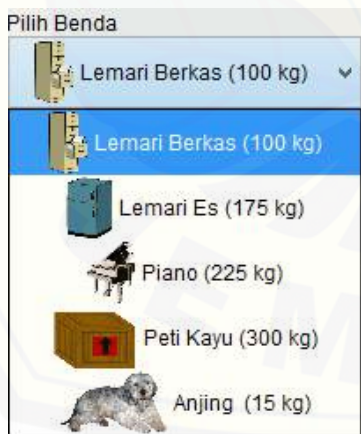 Pilih Benda
Lemari Berkas (100 kg)
Lemari Berkas (100 kg)
Lemari Es (175 kg)
Piano (225 kg)
Peti Kayu (300 kg)
Anjing (15 kg)